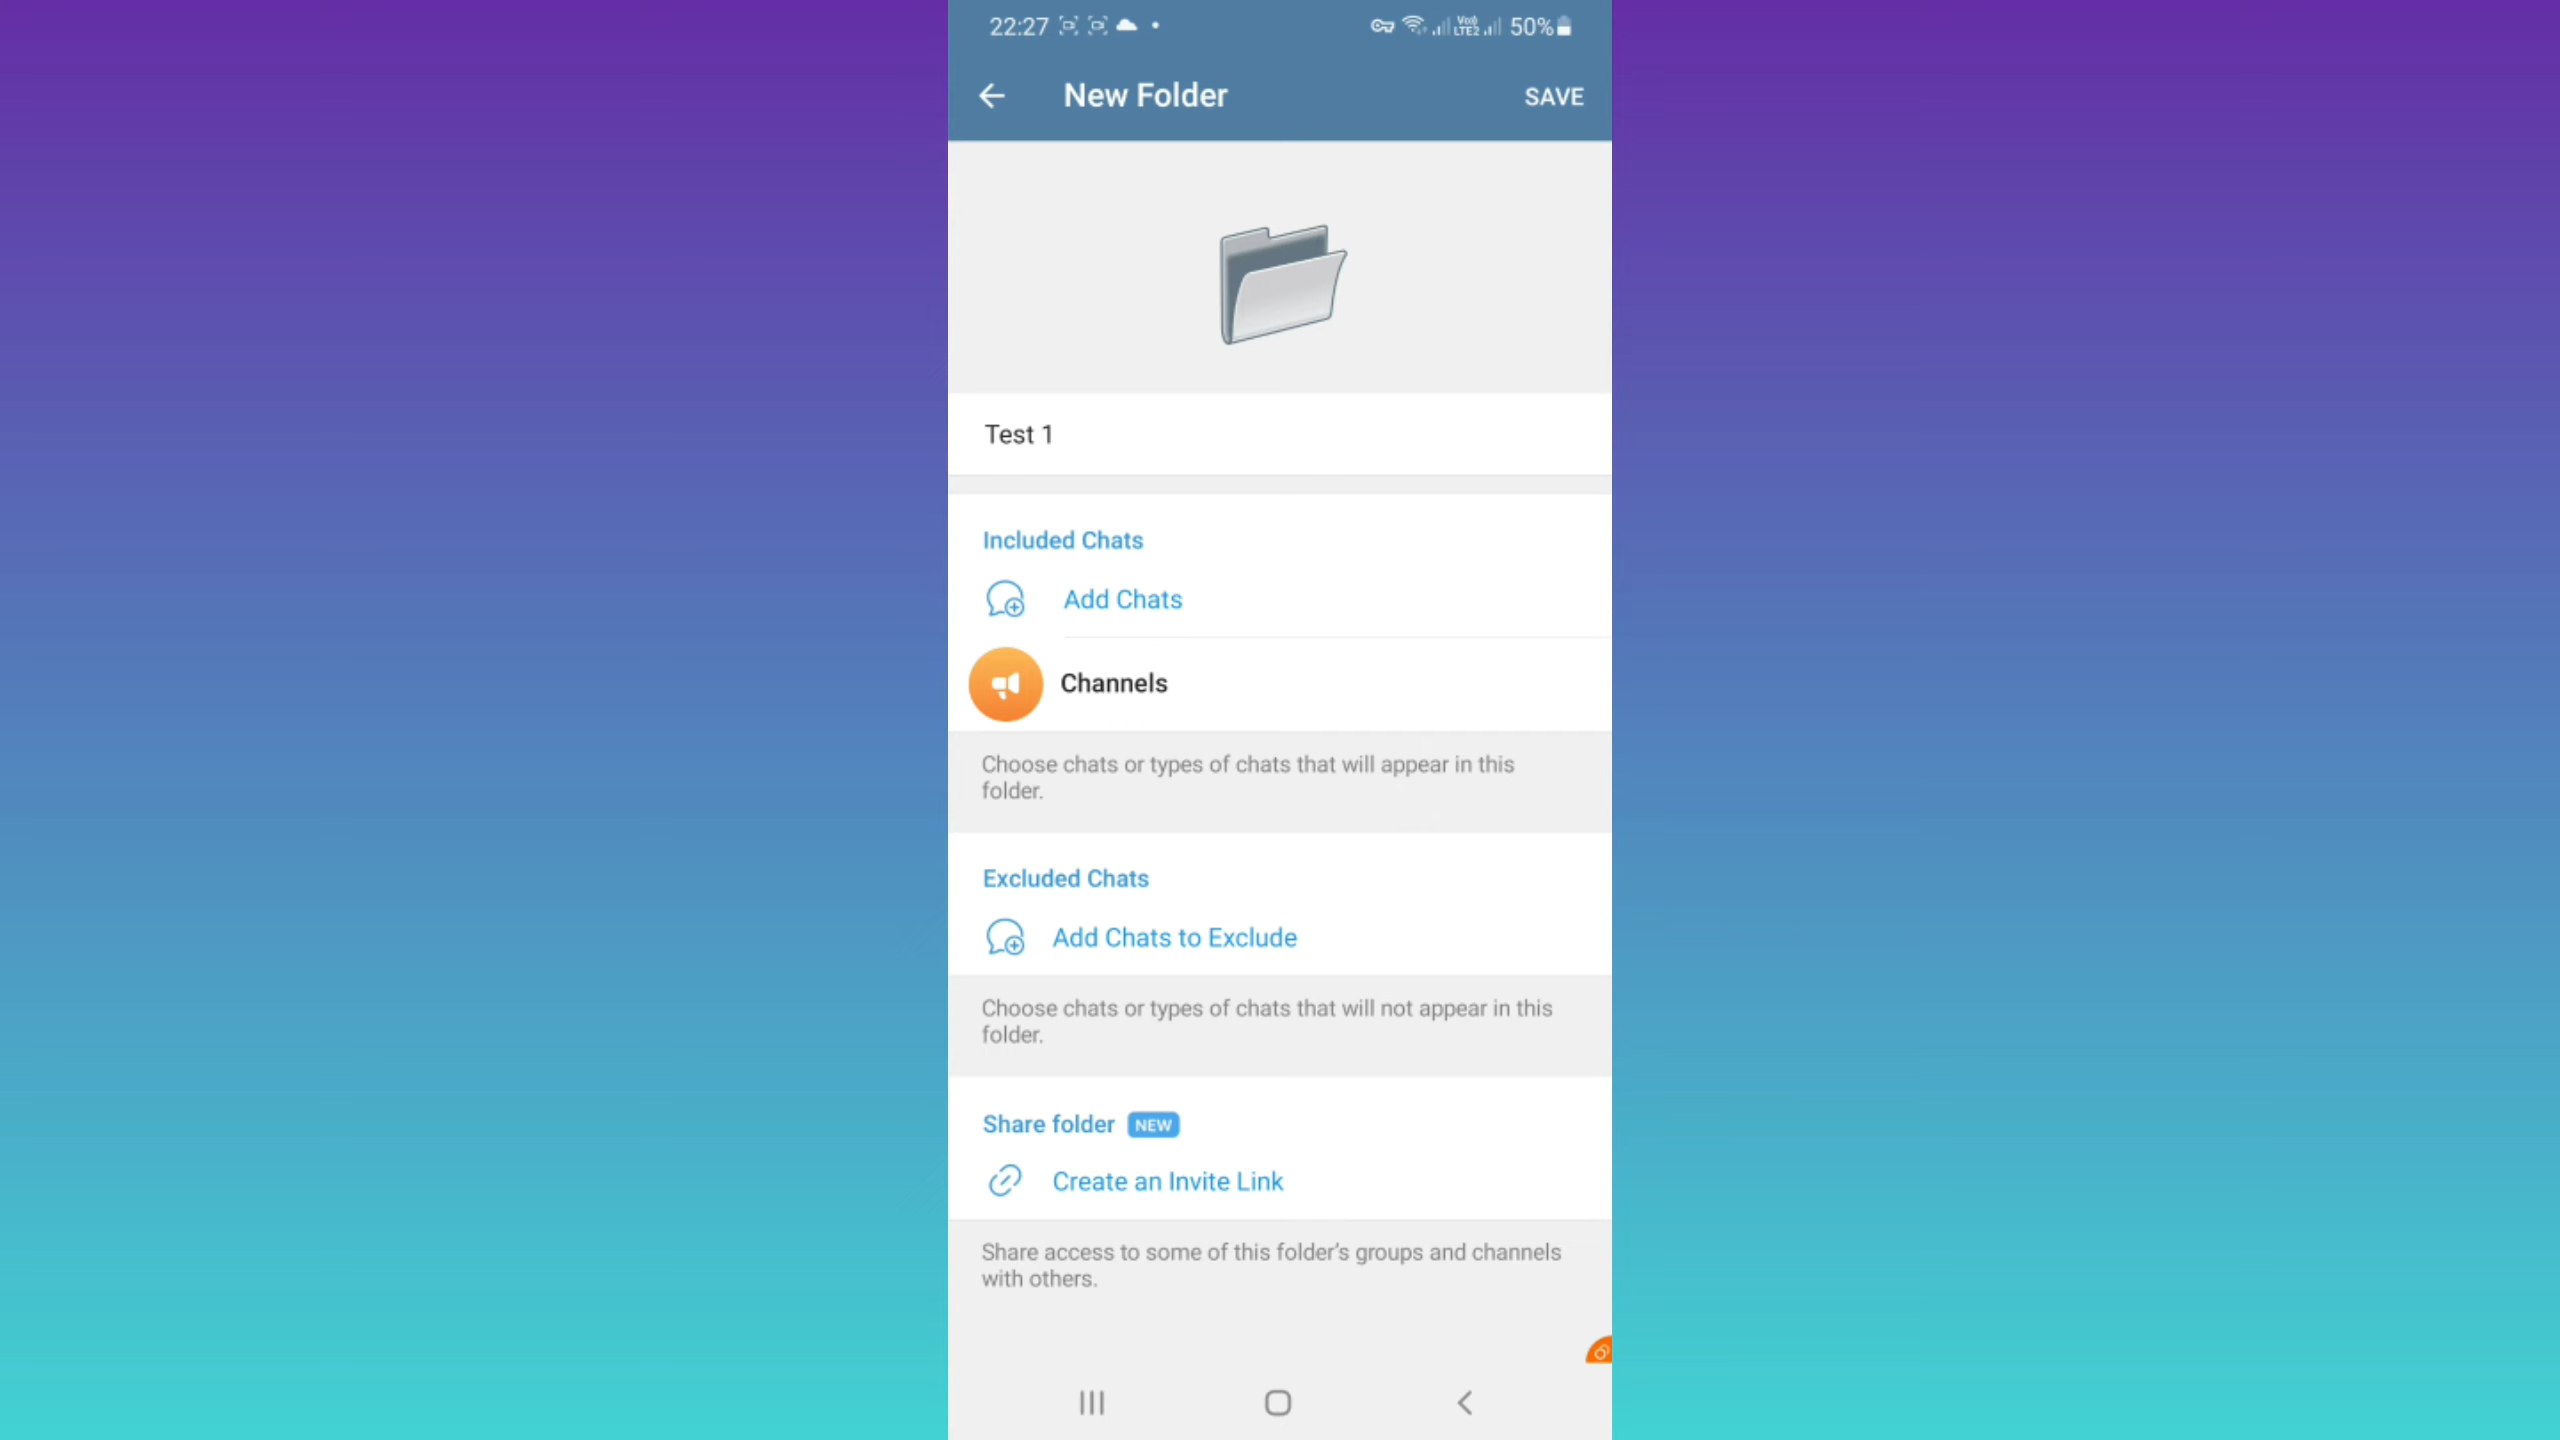 22:27 50%
New Folder SAVE
Test 1
Included Chats
Add Chats
Channels
Choose chats or types of chats that will appear in this
folder.
Excluded Chats
Add Chats to Exclude
Choose chats or types of chats that will not appear in this
folder.
Share folder NEW
Create an Invite Link
Share access to some of this folder's groups and channels
with others.